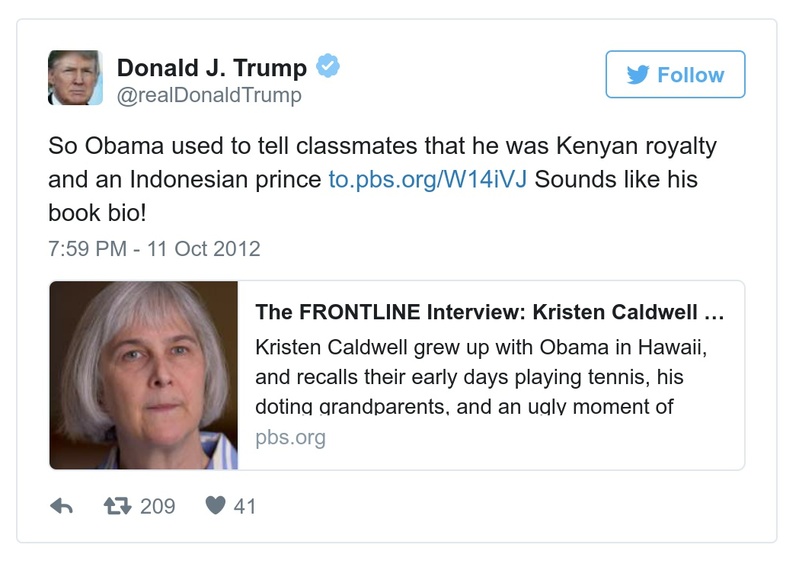 Donald J. Trump
@realDonaldTrump
Follow
So Obama used to tell classmates that he was Kenyan royalty
and an Indonesian prince to.pbs.org/W14iVJ Sounds like his
book bio!
7:59 PM - 11 Oct 2012
The FRONTLINE Interview: Kristen Caldwell ...
Kristen Caldwell grew up with Obama in Hawaii,
and recalls their early days playing tennis, his
doting grandparents, and an ugly moment of
pbs.org
209
41